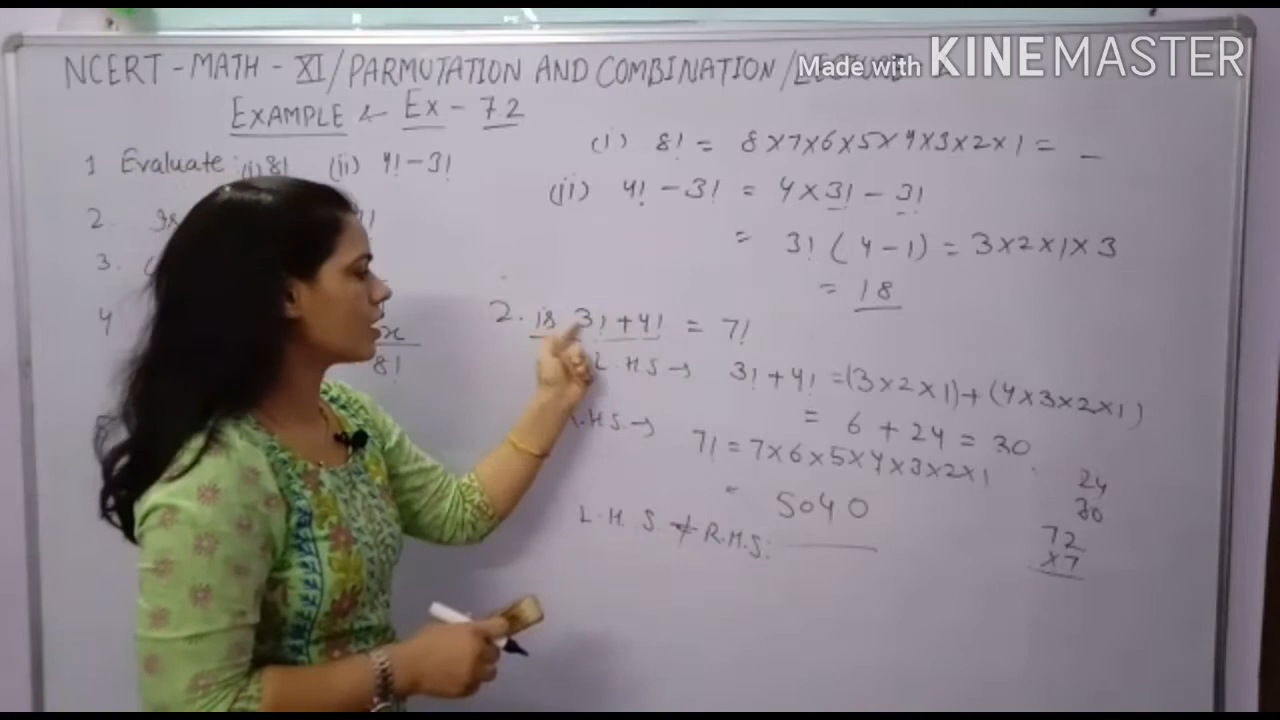 NCERT - MATH - XI / PARMUTATION AND COMBINATION /
Made with KINEMASTER
EXAMPLE & EX - 72
1 Evaluate (i) 8! (ii) 4! - 3!
2.
3.
4
x
8!
(i) 8! = 8×7×6×5×4×3×2×1 = _
(ii) 4! - 3! = 4 × 3! - 3!
= 3! ( 4 - 1) = 3×2×1×3
= 18
2. is 3! + 4! = 7!
L.H.S → 3! + 4! = (3×2×1) + (4×3×2×1)
= 6 + 24 = 30
.H.S. → 7! = 7×6×5×4×3×2×1
= 5040
L.H.S ≠ R.H.S.
24
30
72
×7